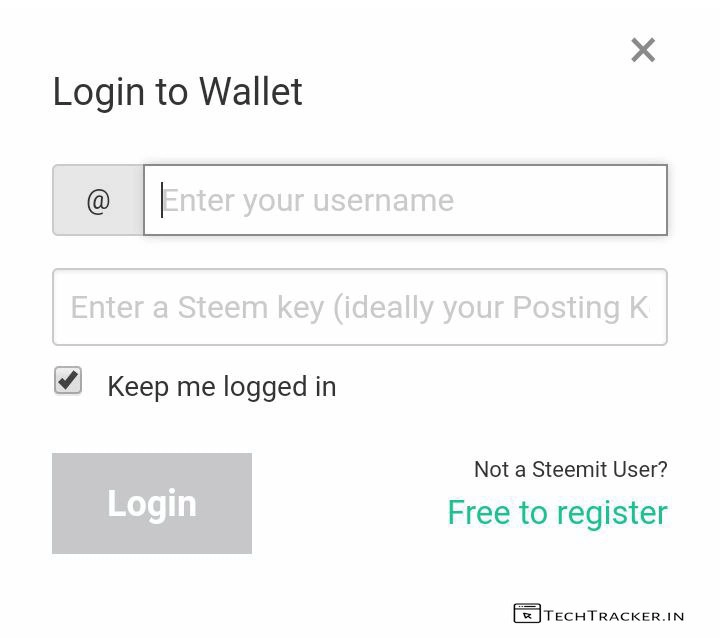 Login to Wallet
@ Enter your username
Enter a Steem key (ideally your Posting K
Keep me logged in
Login
Not a Steemit User?
Free to register
TECHTRACKER.IN